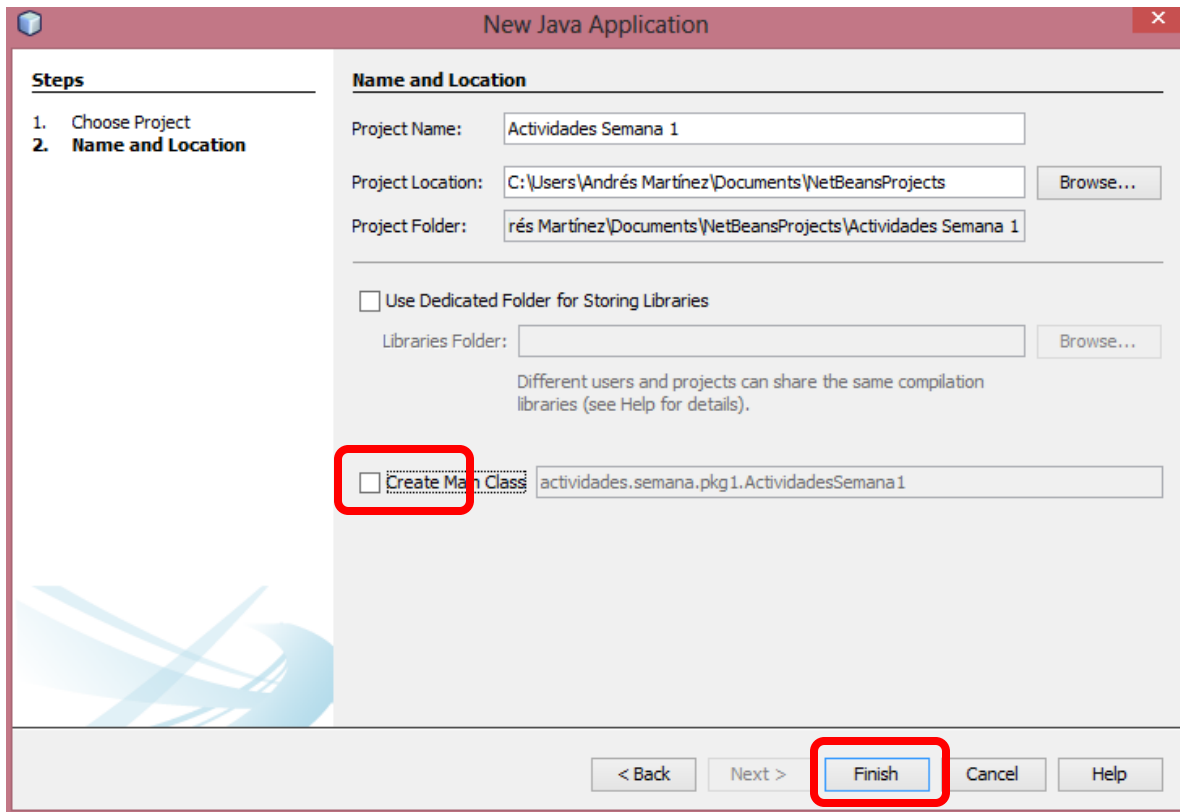 New Java Application
Steps
1. Choose Project
2. Name and Location
Name and Location
Project Name: Actividades Semana 1
Project Location: C:\Users\Andrés Martínez\Documents\NetBeansProjects Browse...
Project Folder: rés Martínez\Documents\NetBeansProjects\Actividades Semana 1
Use Dedicated Folder for Storing Libraries
Libraries Folder: Browse...
Different users and projects can share the same compilation
libraries (see Help for details).
Create Main Class actividades.semana.pkg1.ActividadesSemana1
< Back Next > Finish Cancel Help